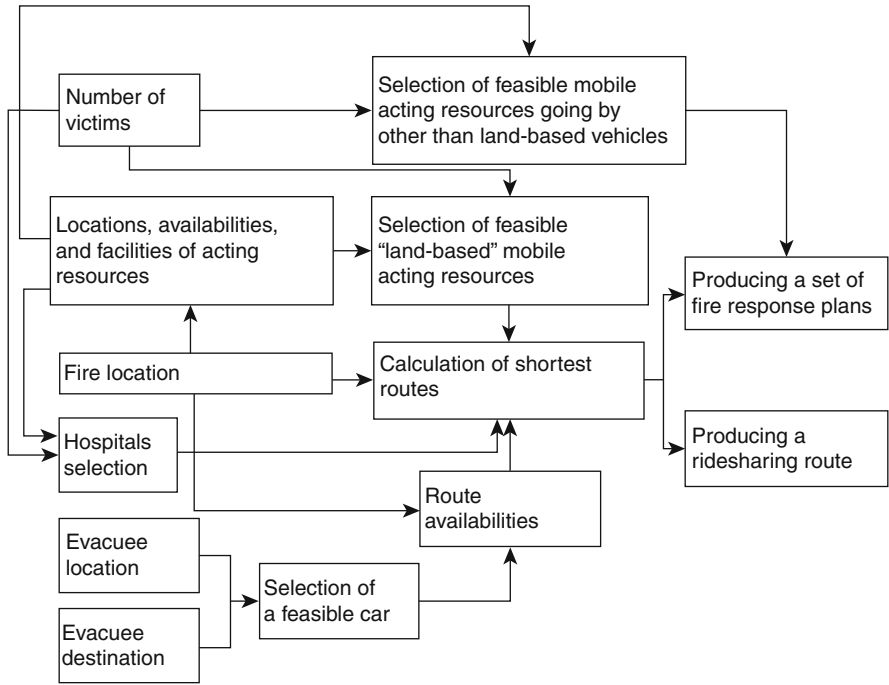 Number of
victims
Selection of feasible mobile
acting resources going by
other than land-based vehicles
Locations, availabilities,
and facilities of acting
resources
Selection of feasible
“land-based” mobile
acting resources
Producing a set of
fire response plans
Fire location
Calculation of shortest
routes
Hospitals
selection
Producing a
ridesharing route
Route
availabilities
Evacuee
location
Selection of
a feasible car
Evacuee
destination